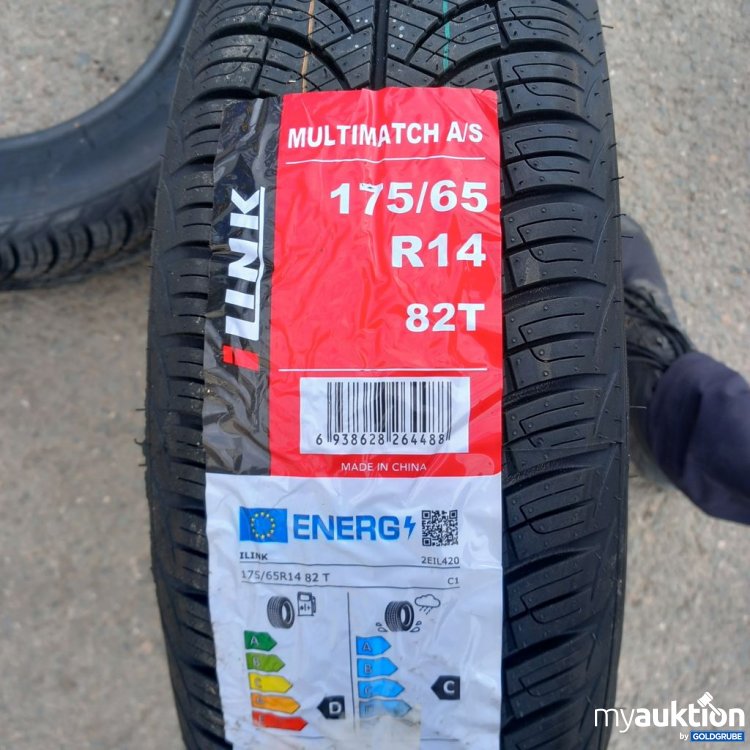 MULTIMATCH A/S
175/65
R14
82T
iLINK
6 938628 264488
MADE IN CHINA
ENERG
ILINK
2EIL420
175/65R14 82 T
C1
A
B
C
D
E
D
A
B
C
C
myauktion
by GOLDGRUBE